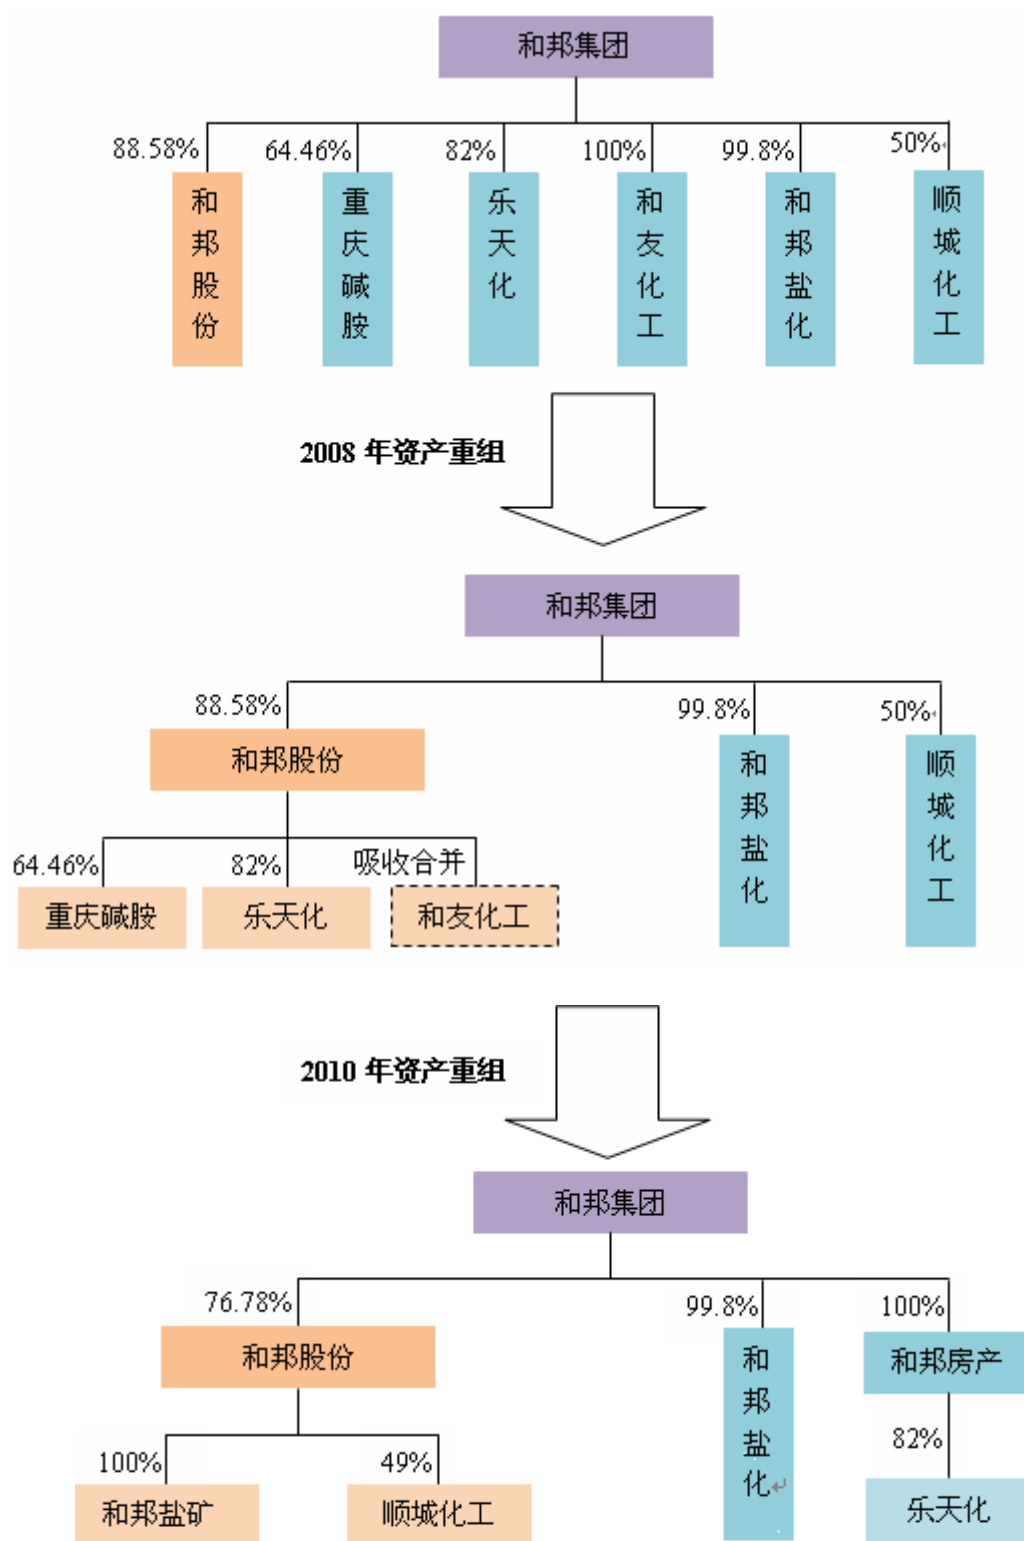 和邦集团
88.58%
64.46%
82%
100%
99.8%
50%
和邦股份
重庆碱胺
乐天化
和友化工
和邦盐化
顺城化工
2008 年资产重组
和邦集团
88.58%
99.8%
50%
和邦股份
和邦盐化
顺城化工
64.46%
82%
吸收合并
重庆碱胺
乐天化
和友化工
2010 年资产重组
和邦集团
76.78%
99.8%
100%
和邦股份
和邦盐化
和邦房产
100%
49%
82%
和邦盐矿
顺城化工
乐天化